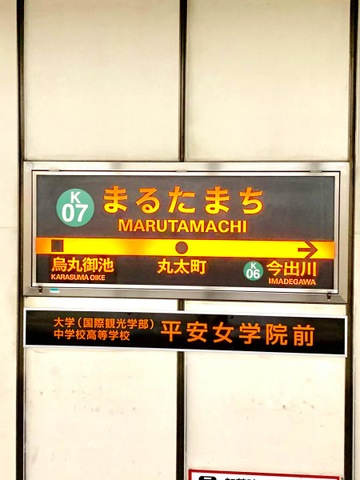 K
07
まるたまち
MARUTAMACHI
烏丸御池
KARASUMA OIKE
丸太町
K
06
今出川
IMADEGAWA
大学(国際観光学部)
中学校高等学校
平安女学院前